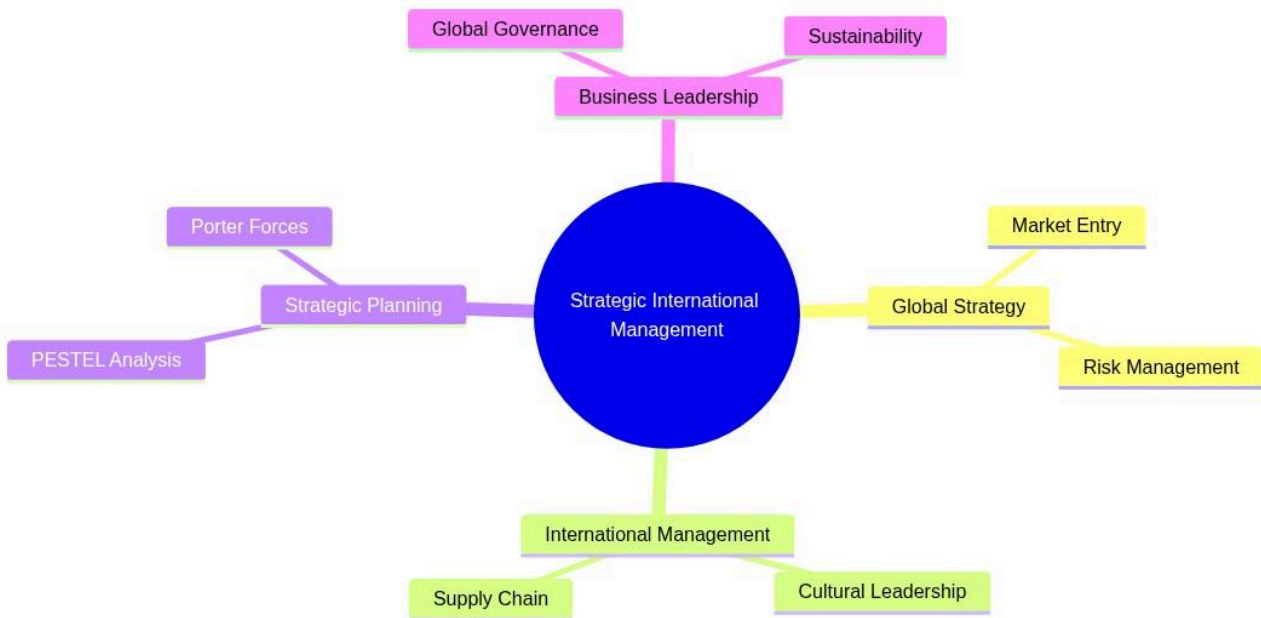 Global Governance
Sustainability
Business Leadership
Porter Forces
Market Entry
Strategic Planning
Strategic International
Management
Global Strategy
PESTEL Analysis
Risk Management
International Management
Supply Chain
Cultural Leadership